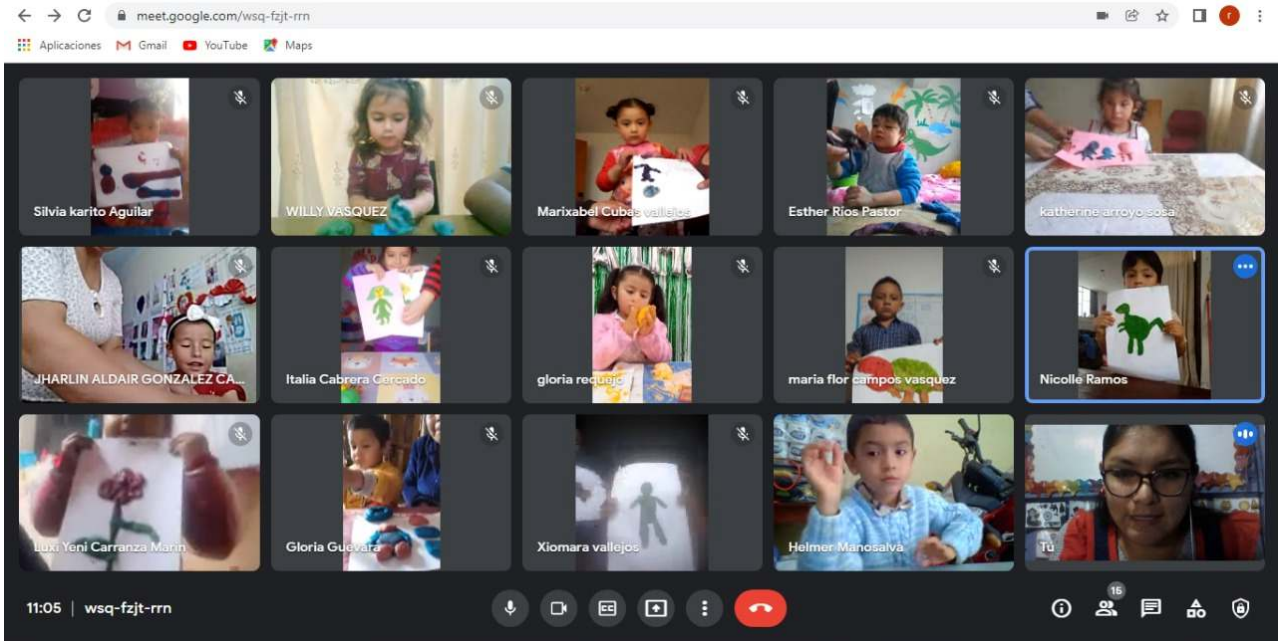 meet.google.com/wsq-fzjt-rrn
r
Aplicaciones Gmail YouTube Maps
Silvia karito Aguilar
WILLY VASQUEZ
Marixabel Cubas vallejos
Esther Rios Pastor
katherine arroyo sosa
JHARLIN ALDAIR GONZALEZ CA...
Italia Cabrera Cercado
gloria requejo
maria flor campos vasquez
Nicolle Ramos
Luxi Yeni Carranza Marin
Gloria Guevara
Xiomara vallejos
Helmer Manosalva
Tú
11:05 | wsq-fzjt-rrn
CC
15